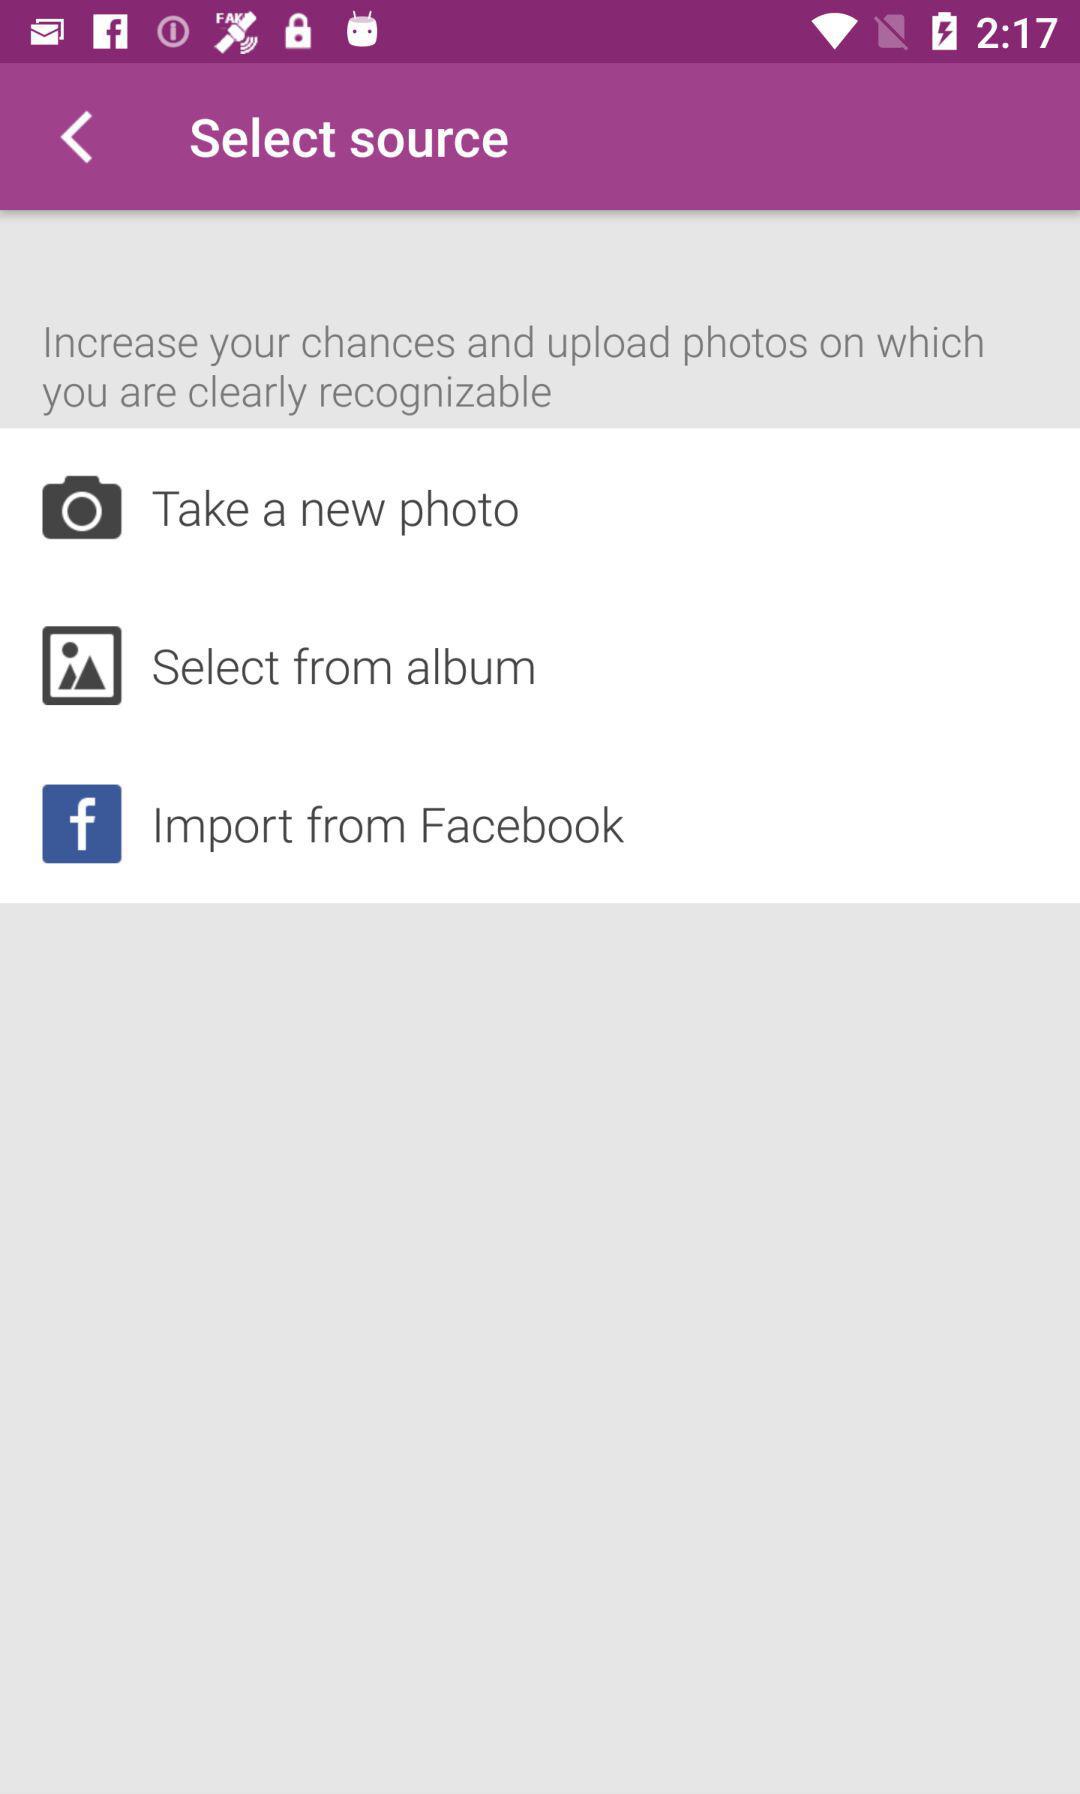 FAKE
2:17
Select source
Increase your chances and upload photos on which
you are clearly recognizable
Take a new photo
Select from album
f Import from Facebook